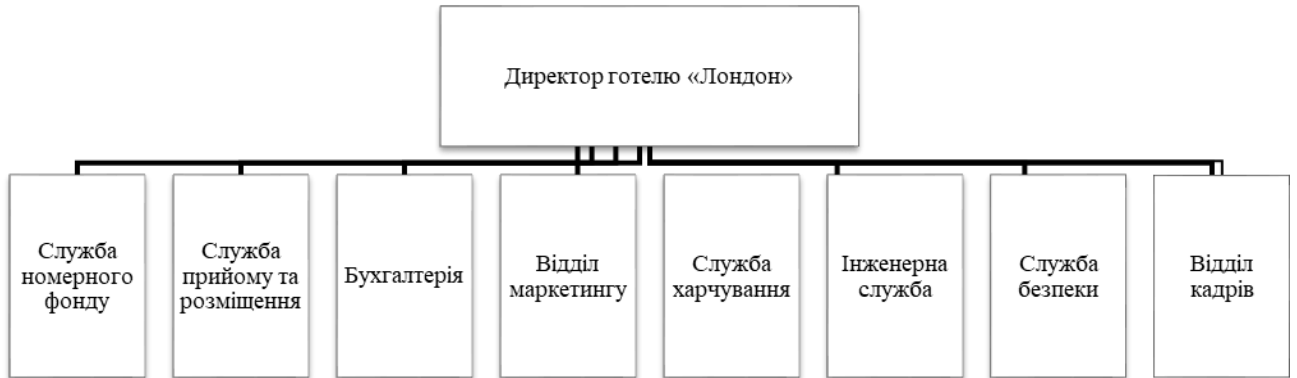 Директор готелю «Лондон»
Служба
номерного
фонду
Служба
прийому та
розміщення
Бухгалтерія
Відділ
маркетингу
Служба
харчування
Інженерна
служба
Служба
безпеки
Відділ
кадрів